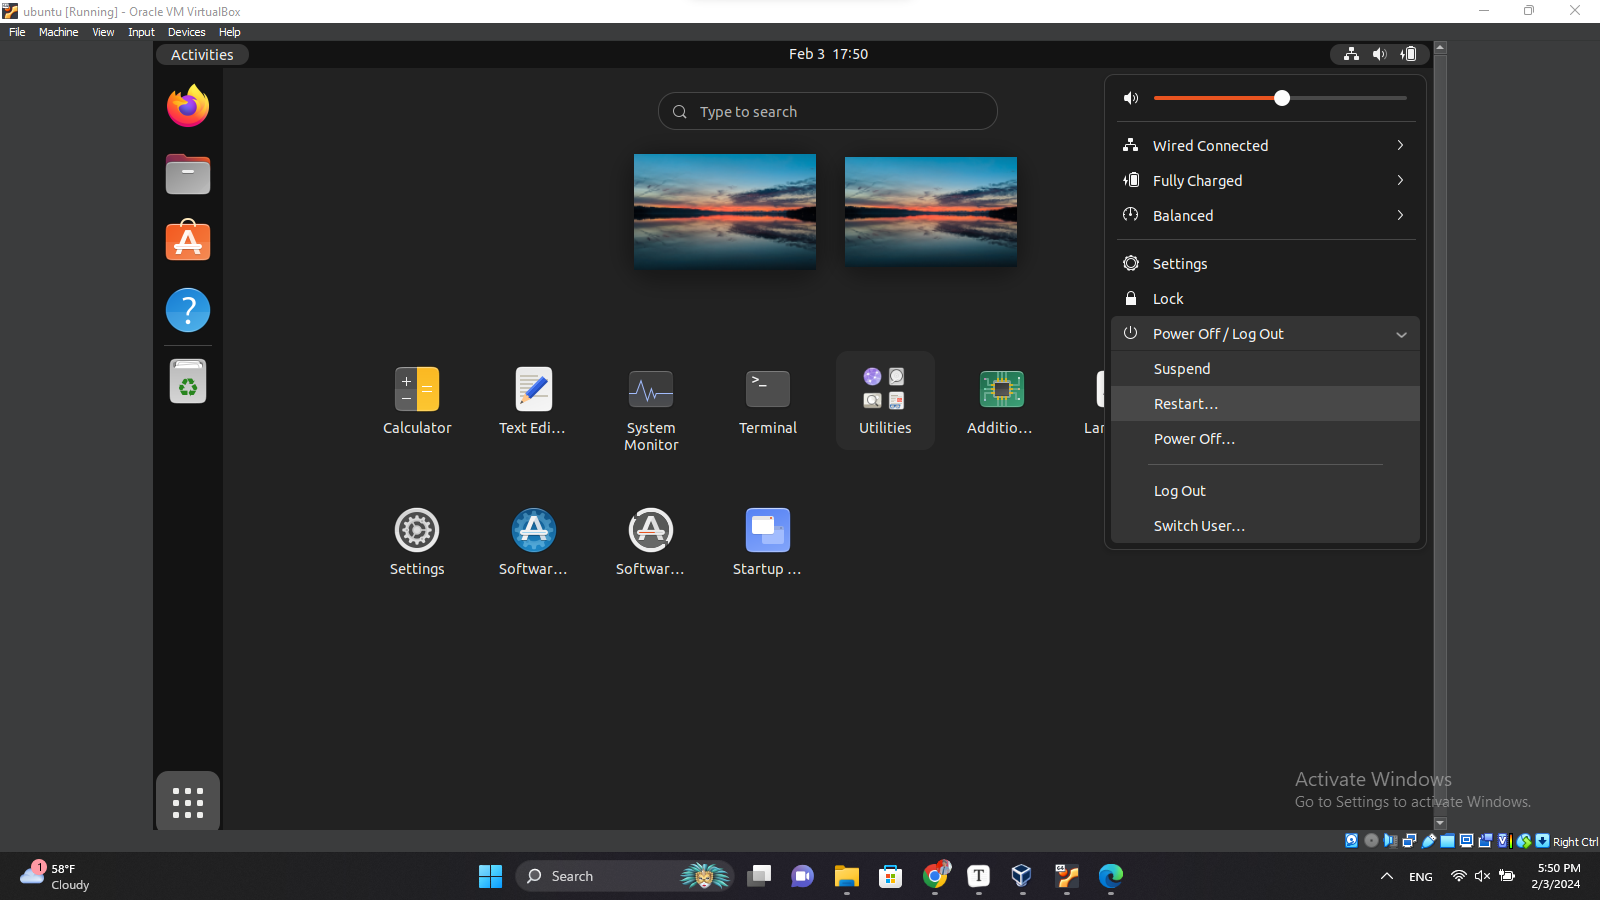 ubuntu [Running] - Oracle VM VirtualBox
File Machine View Input Devices Help
Activities
Feb 3 17:50
Type to search
Wired Connected
Fully Charged
Balanced
Settings
Lock
Power Off / Log Out
Suspend
Restart...
Power Off...
Log Out
Switch User...
Calculator
Text Edi...
System
Monitor
Terminal
Utilities
Additio...
Lar
Settings
Softwar...
Softwar...
Startup ...
Activate Windows
Go to Settings to activate Windows.
Right Ctrl
1
58°F
Cloudy
Search
T
64
ENG
5:50 PM
2/3/2024